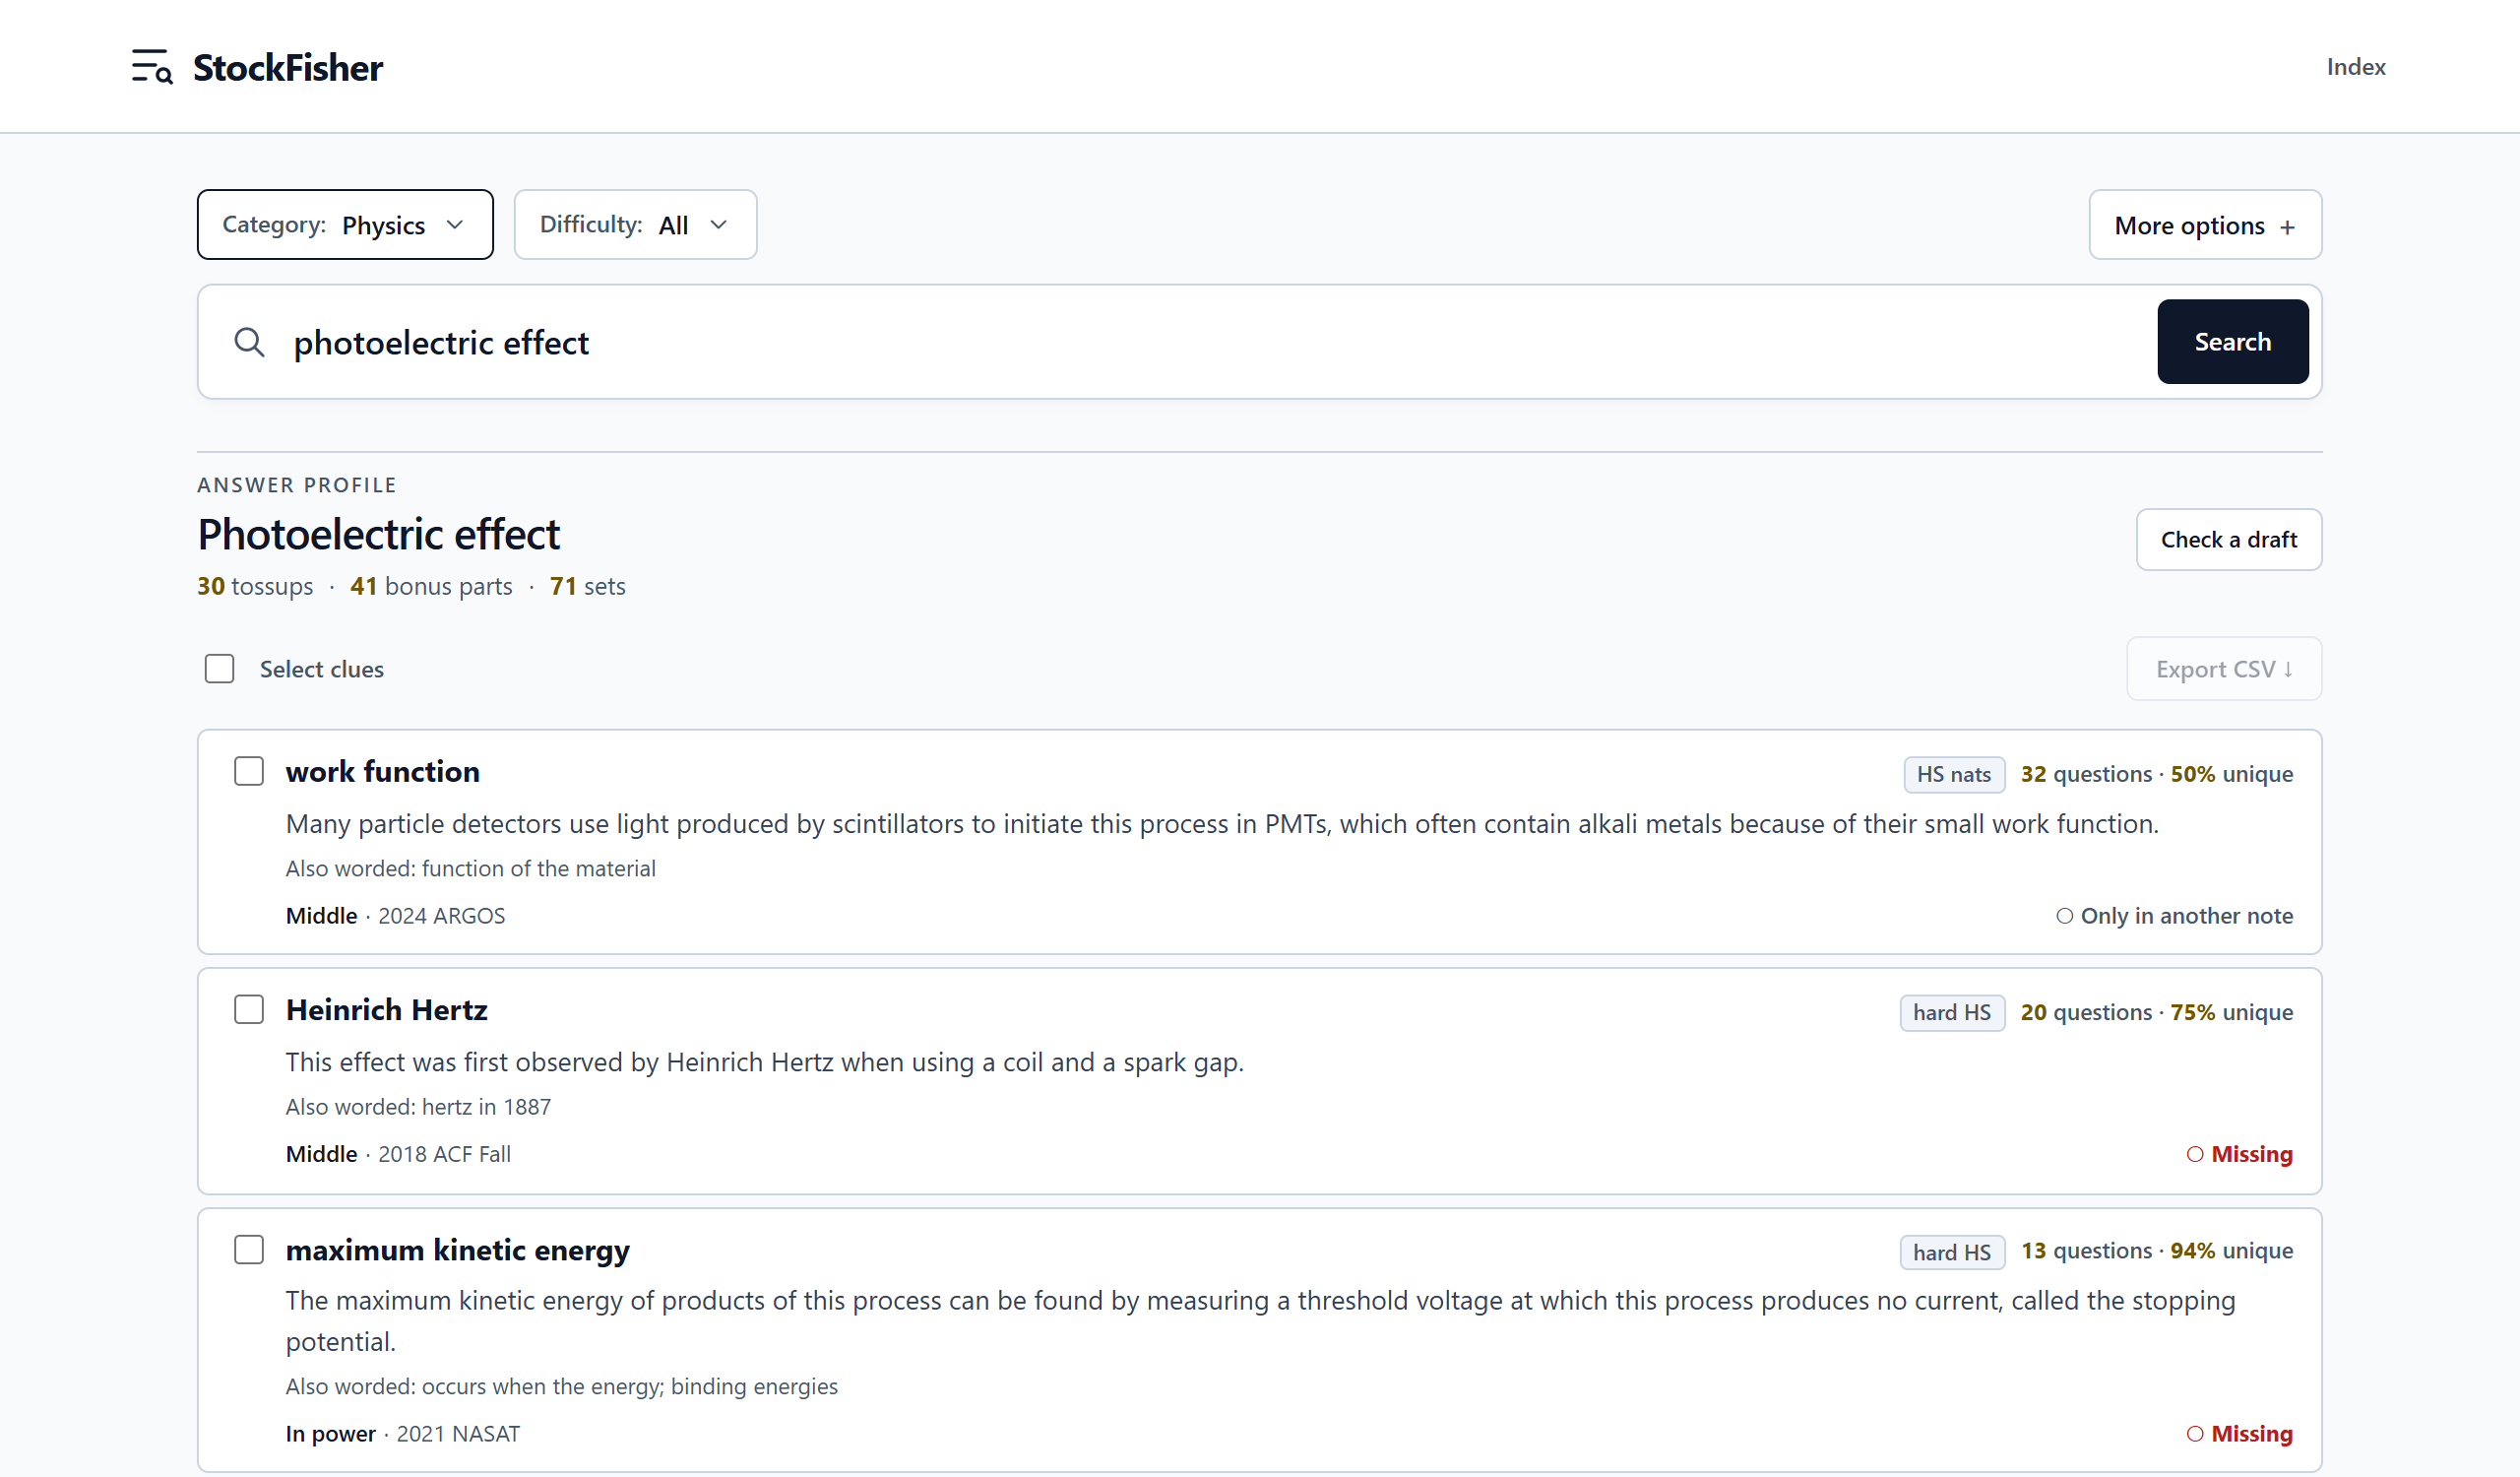 StockFisher
Index
Category: Physics
Difficulty: All
More options +
photoelectric effect
Search
ANSWER PROFILE
Photoelectric effect
Check a draft
30 tossups · 41 bonus parts · 71 sets
Select clues
Export CSV ↓
work function
HS nats 32 questions · 50% unique
Many particle detectors use light produced by scintillators to initiate this process in PMTs, which often contain alkali metals because of their small work function.
Also worded: function of the material
Middle · 2024 ARGOS
Only in another note
Heinrich Hertz
hard HS 20 questions · 75% unique
This effect was first observed by Heinrich Hertz when using a coil and a spark gap.
Also worded: hertz in 1887
Middle · 2018 ACF Fall
Missing
maximum kinetic energy
hard HS 13 questions · 94% unique
The maximum kinetic energy of products of this process can be found by measuring a threshold voltage at which this process produces no current, called the stopping
potential.
Also worded: occurs when the energy; binding energies
In power · 2021 NASAT
Missing